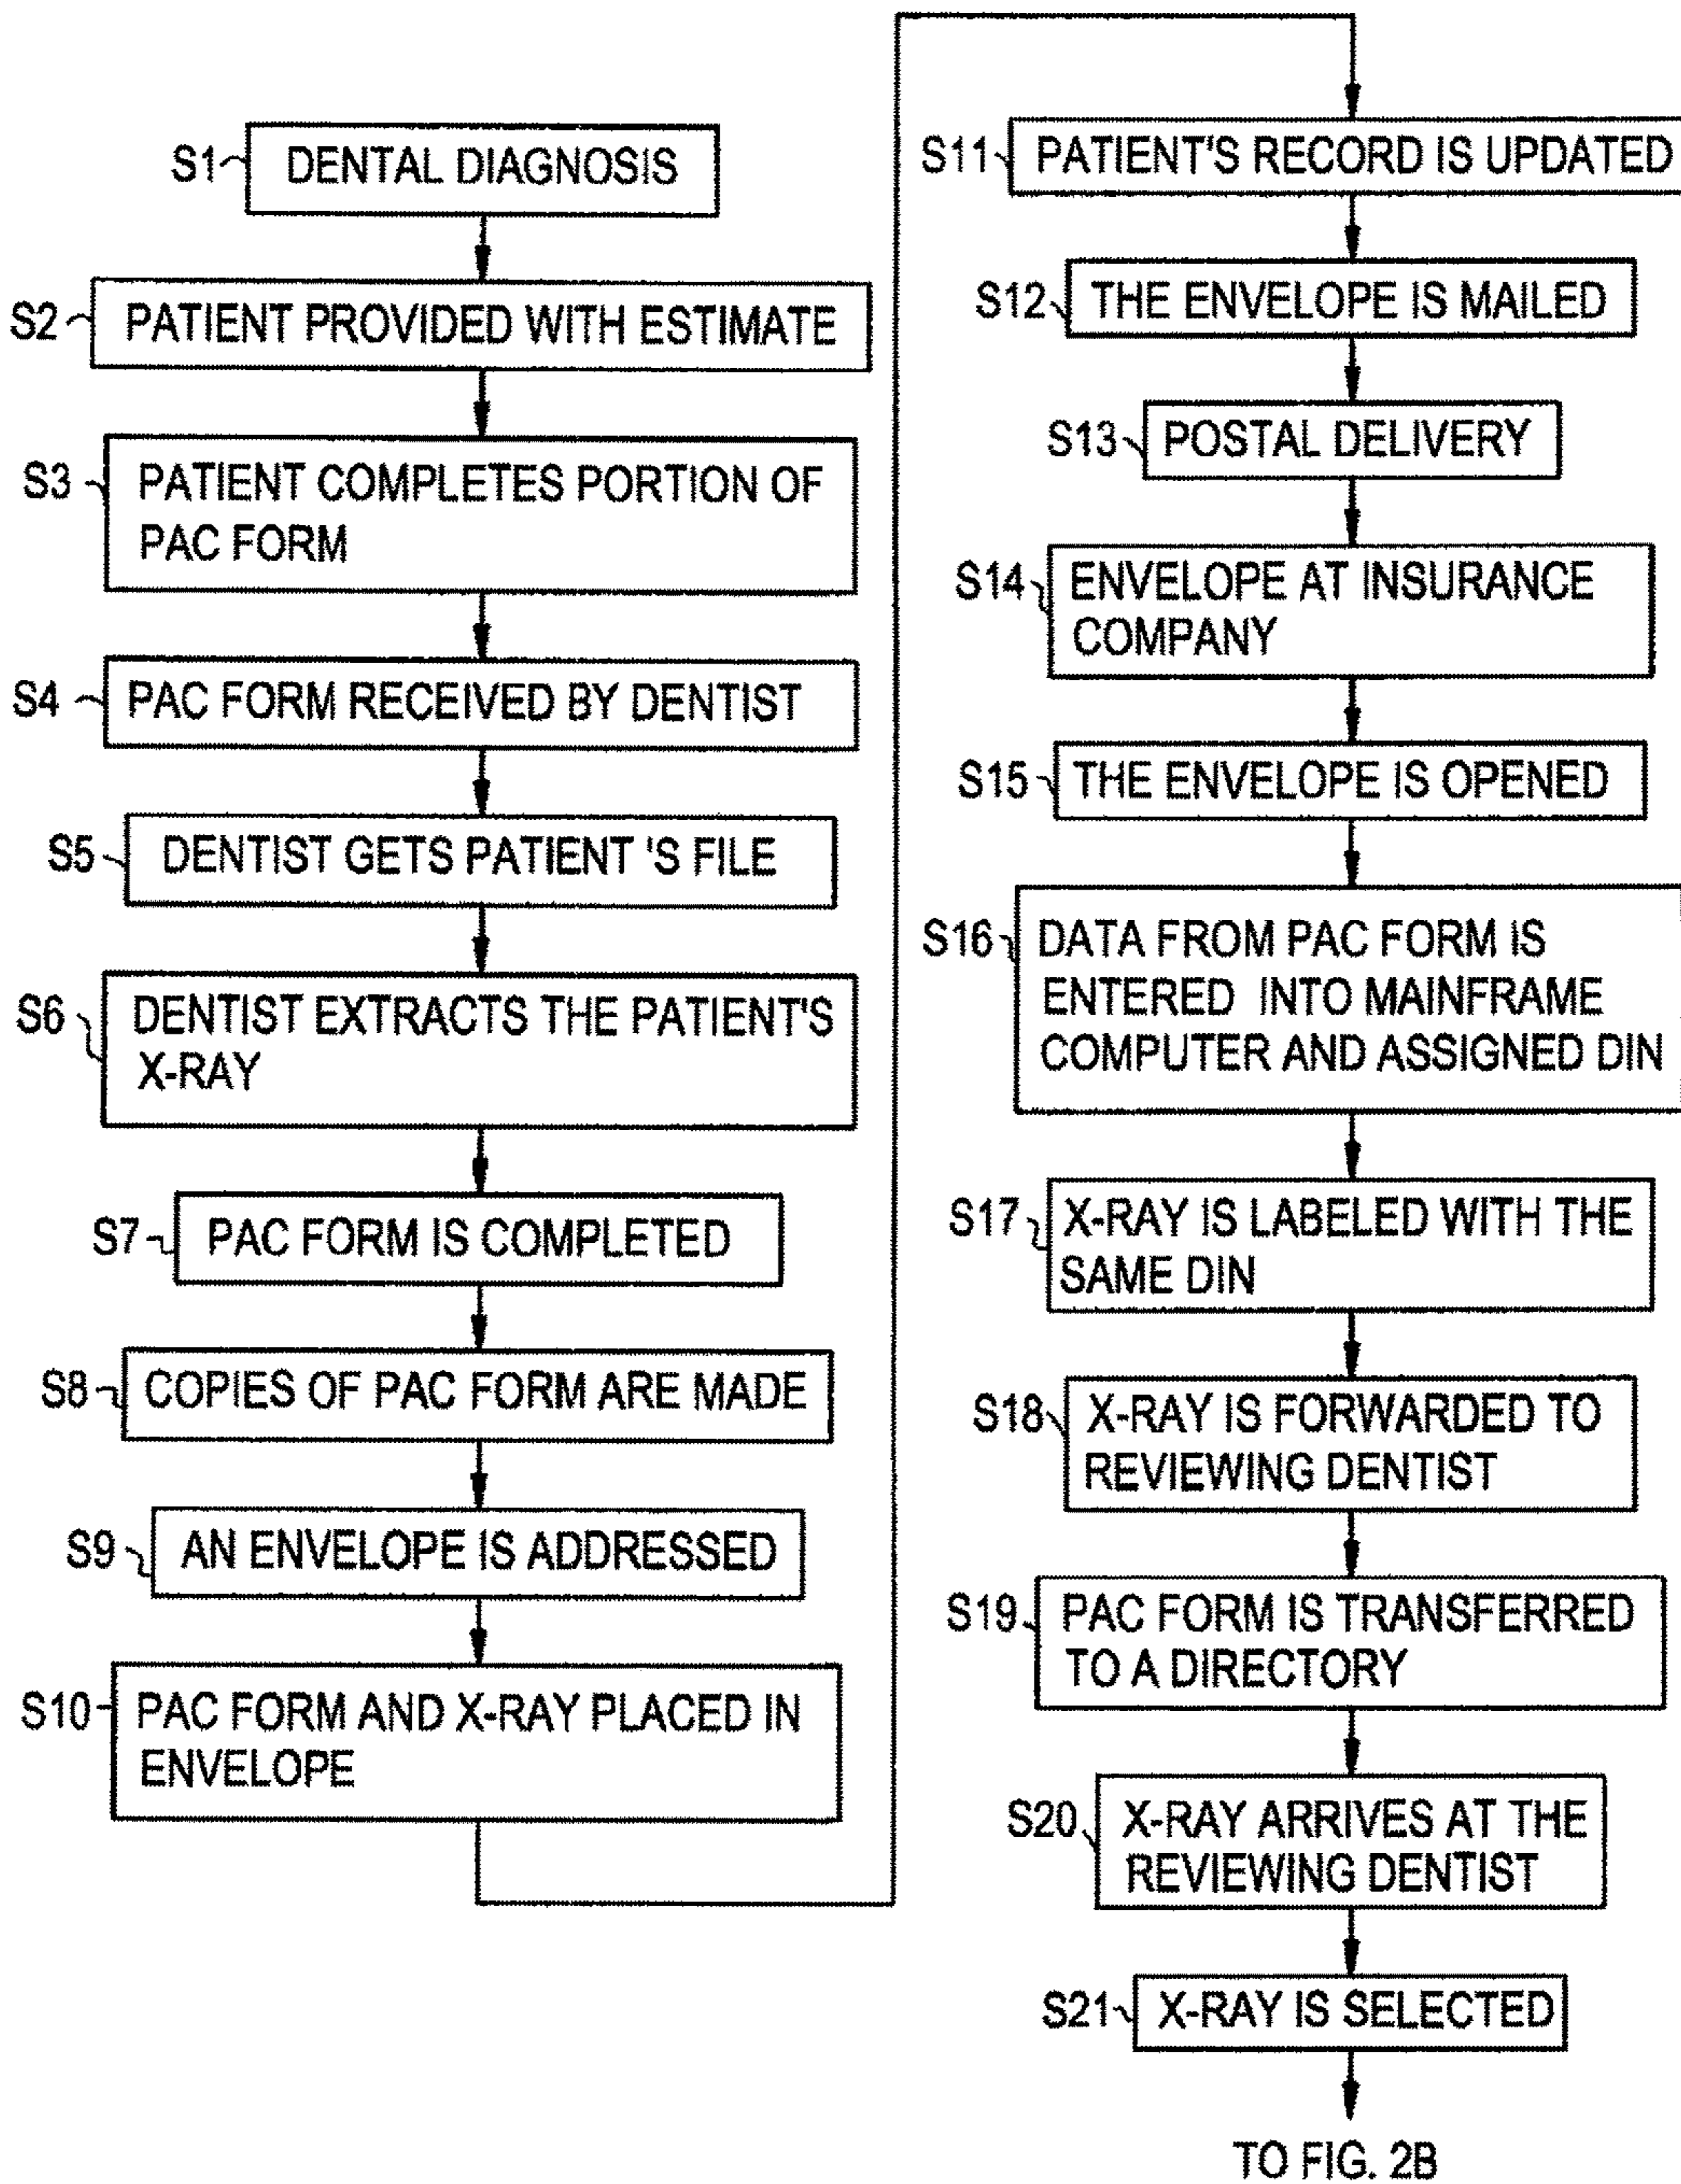 S1
DENTAL DIAGNOSIS
S2
PATIENT PROVIDED WITH ESTIMATE
S3
PATIENT COMPLETES PORTION OF
PAC FORM
S4
PAC FORM RECEIVED BY DENTIST
S5
DENTIST GETS PATIENT 'S FILE
S6
DENTIST EXTRACTS THE PATIENT'S
X-RAY
S7
PAC FORM IS COMPLETED
S8
COPIES OF PAC FORM ARE MADE
S9
AN ENVELOPE IS ADDRESSED
S10
PAC FORM AND X-RAY PLACED IN
ENVELOPE
S11
PATIENT'S RECORD IS UPDATED
S12
THE ENVELOPE IS MAILED
S13
POSTAL DELIVERY
S14
ENVELOPE AT INSURANCE
COMPANY
S15
THE ENVELOPE IS OPENED
S16
DATA FROM PAC FORM IS
ENTERED INTO MAINFRAME
COMPUTER AND ASSIGNED DIN
S17
X-RAY IS LABELED WITH THE
SAME DIN
S18
X-RAY IS FORWARDED TO
REVIEWING DENTIST
S19
PAC FORM IS TRANSFERRED
TO A DIRECTORY
S20
X-RAY ARRIVES AT THE
REVIEWING DENTIST
S21
X-RAY IS SELECTED
TO FIG. 2B